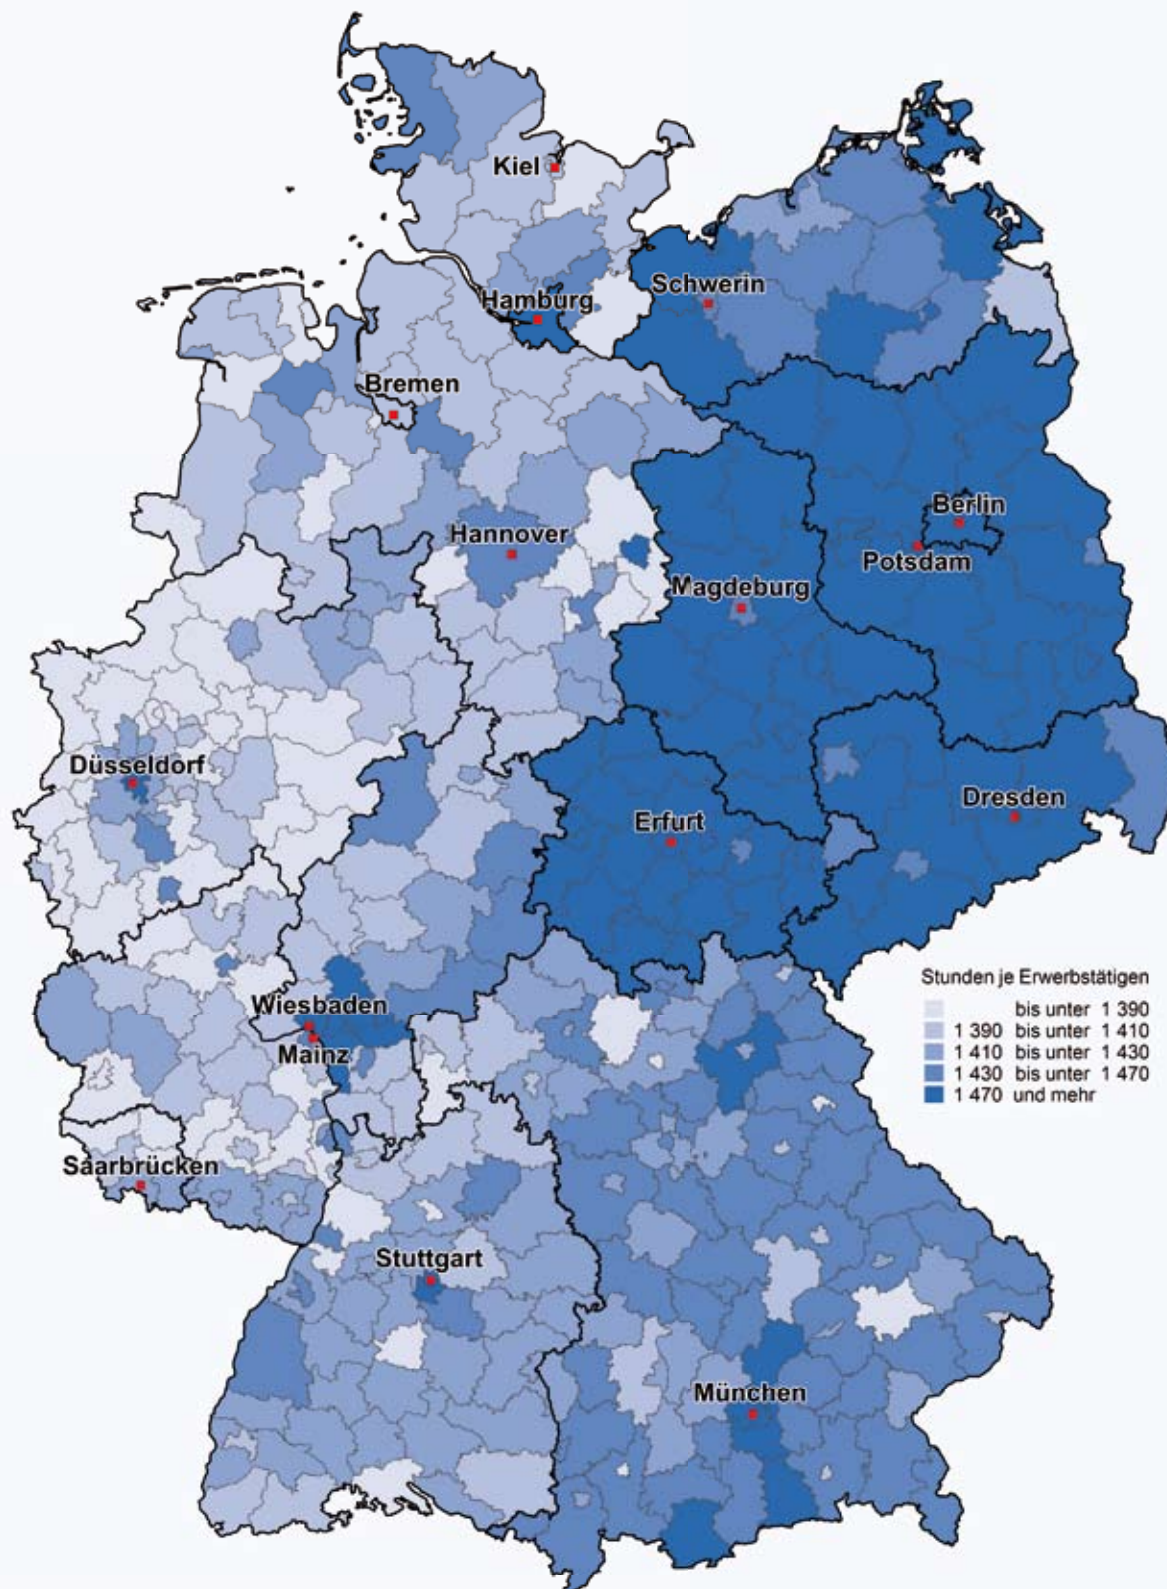 Kiel
Schwerin
Hamburg
Bremen
Berlin
Hannover
Potsdam
Magdeburg
Düsseldorf
Dresden
Erfurt
Stunden je Erwerbstätigen
bis unter 1 390
1 390 bis unter 1 410
1 410 bis unter 1 430
1 430 bis unter 1 470
1 470 und mehr
Wiesbaden
Mainz
Saarbrücken
Stuttgart
München